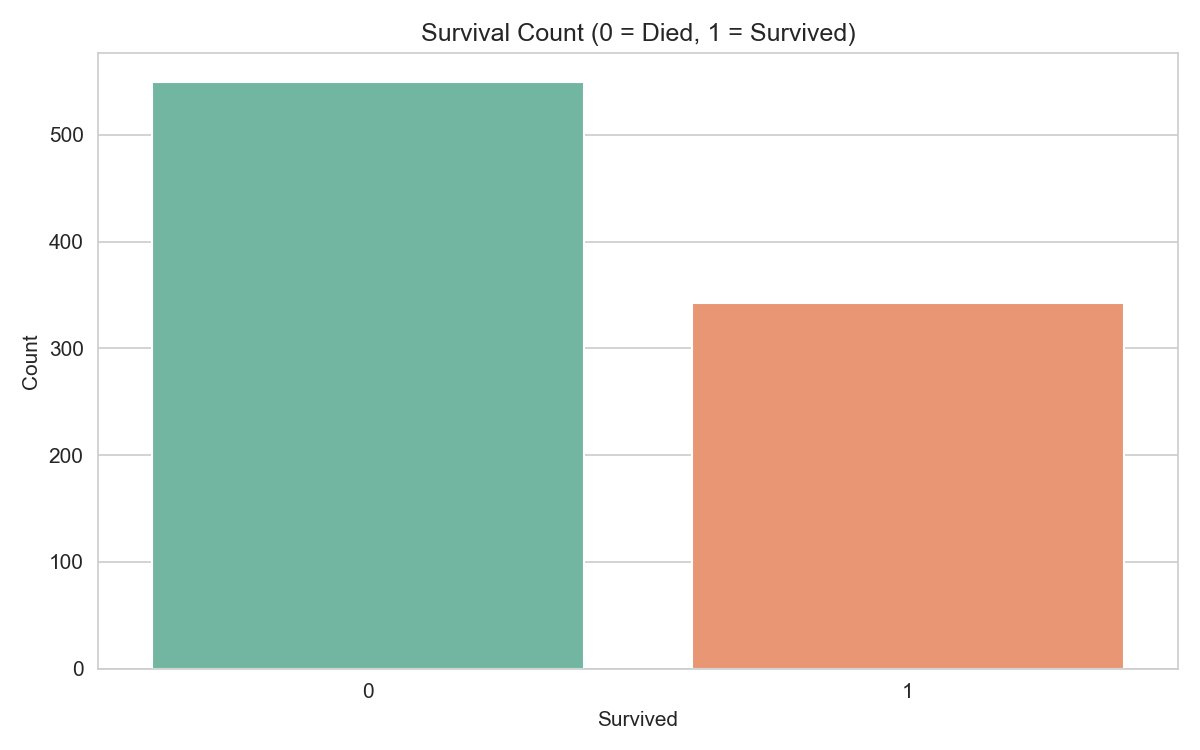 Survival Count (0 = Died, 1 = Survived)
Count
500
400
300
200
100
0
0 1
Survived